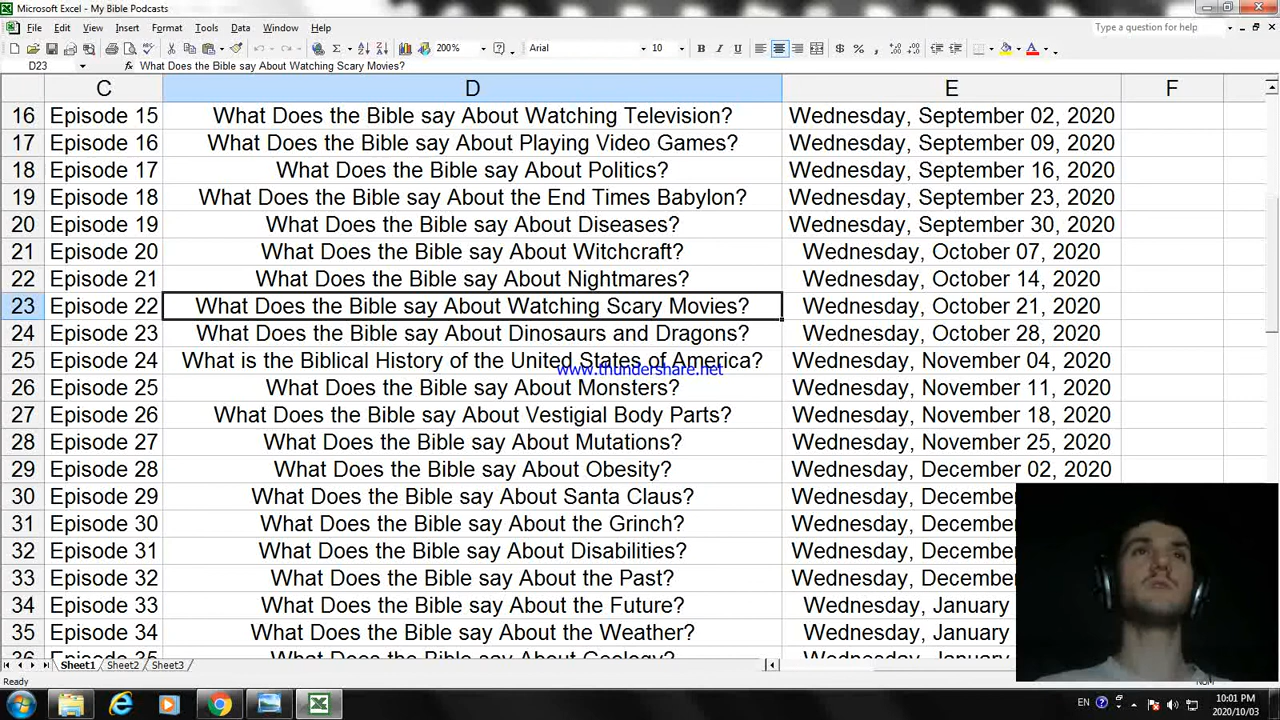 Microsoft Excel - My Bible Podcasts
File Edit View Insert Format Tools Data Window Help
Type a question for help
200% Arial 10 B I U $ % ,
D23 fx What Does the Bible say About Watching Scary Movies?
C D E F
16 Episode 15 What Does the Bible say About Watching Television? Wednesday, September 02, 2020
17 Episode 16 What Does the Bible say About Playing Video Games? Wednesday, September 09, 2020
18 Episode 17 What Does the Bible say About Politics? Wednesday, September 16, 2020
19 Episode 18 What Does the Bible say About the End Times Babylon? Wednesday, September 23, 2020
20 Episode 19 What Does the Bible say About Diseases? Wednesday, September 30, 2020
21 Episode 20 What Does the Bible say About Witchcraft? Wednesday, October 07, 2020
22 Episode 21 What Does the Bible say About Nightmares? Wednesday, October 14, 2020
23 Episode 22 What Does the Bible say About Watching Scary Movies? Wednesday, October 21, 2020
24 Episode 23 What Does the Bible say About Dinosaurs and Dragons? Wednesday, October 28, 2020
25 Episode 24 What is the Biblical History of the United States of America? Wednesday, November 04, 2020
www.thundershare.net
26 Episode 25 What Does the Bible say About Monsters? Wednesday, November 11, 2020
27 Episode 26 What Does the Bible say About Vestigial Body Parts? Wednesday, November 18, 2020
28 Episode 27 What Does the Bible say About Mutations? Wednesday, November 25, 2020
29 Episode 28 What Does the Bible say About Obesity? Wednesday, December 02, 2020
30 Episode 29 What Does the Bible say About Santa Claus? Wednesday, December
31 Episode 30 What Does the Bible say About the Grinch? Wednesday, December
32 Episode 31 What Does the Bible say About Disabilities? Wednesday, December
33 Episode 32 What Does the Bible say About the Past? Wednesday, December
34 Episode 33 What Does the Bible say About the Future? Wednesday, January
35 Episode 34 What Does the Bible say About the Weather? Wednesday, January
36 Episode 35 What Does the Bible say About Geology? Wednesday, January
Sheet1 Sheet2 Sheet3
Ready
EN 10:01 PM
2020/10/03